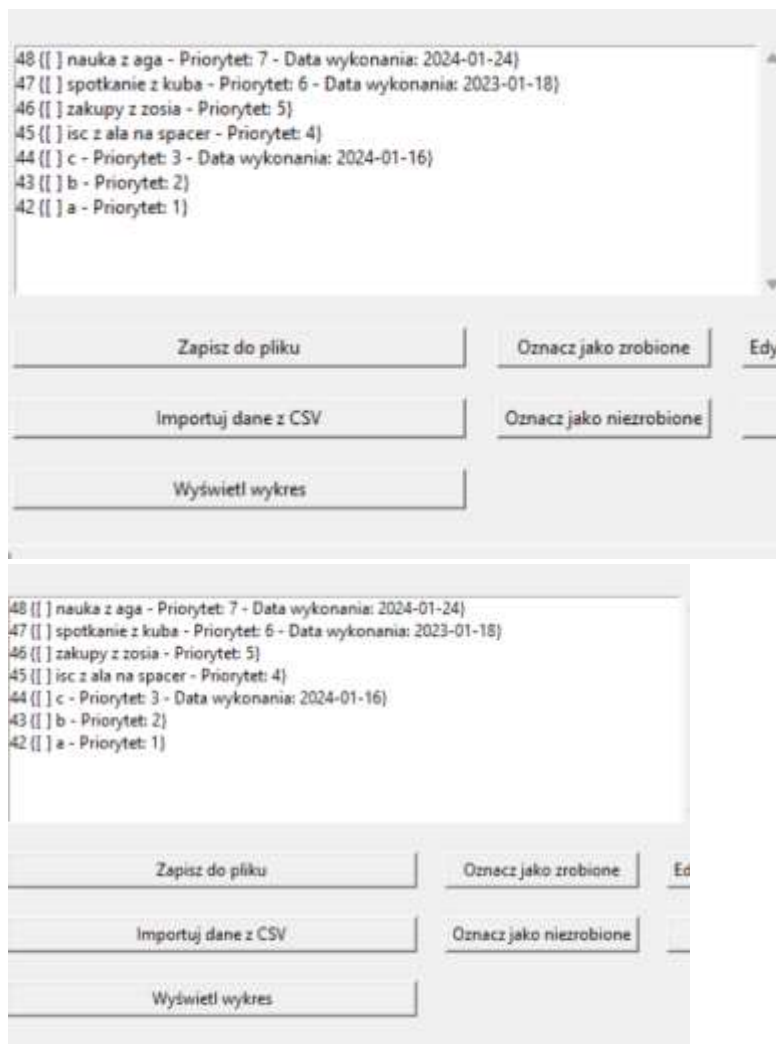 48 {[ ] nauka z aga - Priorytet: 7 - Data wykonania: 2024-01-24}
47 {[ ] spotkanie z kuba - Priorytet: 6 - Data wykonania: 2023-01-18}
46 {[ ] zakupy z zosia - Priorytet: 5}
45 {[ ] isc z ala na spacer - Priorytet: 4}
44 {[ ] c - Priorytet: 3 - Data wykonania: 2024-01-16}
43 {[ ] b - Priorytet: 2}
42 {[ ] a - Priorytet: 1}
Zapisz do pliku Oznacz jako zrobione Edy
Importuj dane z CSV Oznacz jako niezrobione
Wyświetl wykres
48 {[ ] nauka z aga - Priorytet: 7 - Data wykonania: 2024-01-24}
47 {[ ] spotkanie z kuba - Priorytet: 6 - Data wykonania: 2023-01-18}
46 {[ ] zakupy z zosia - Priorytet: 5}
45 {[ ] isc z ala na spacer - Priorytet: 4}
44 {[ ] c - Priorytet: 3 - Data wykonania: 2024-01-16}
43 {[ ] b - Priorytet: 2}
42 {[ ] a - Priorytet: 1}
Zapisz do pliku Oznacz jako zrobione Ed
Importuj dane z CSV Oznacz jako niezrobione
Wyświetl wykres